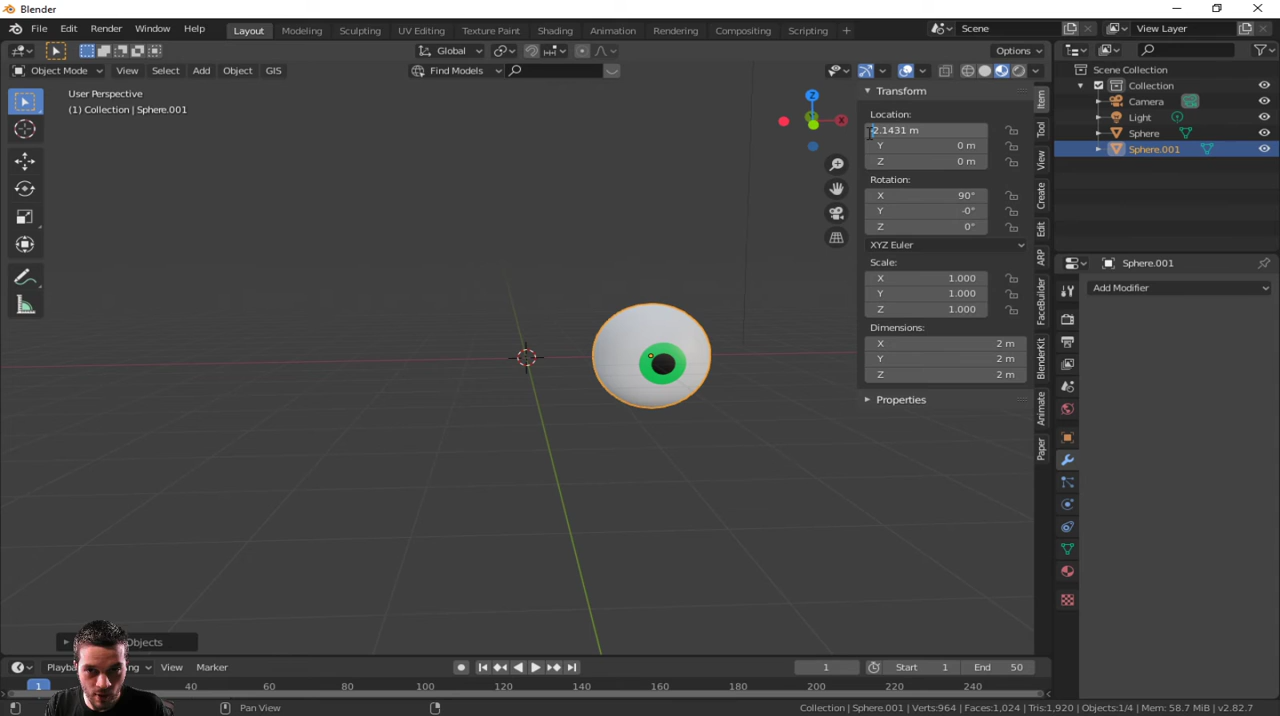 Blender
File Edit Render Window Help
Layout Modeling Sculpting UV Editing Texture Paint Shading Animation Rendering Compositing Scripting +
Scene
View Layer
Global
Options
Object Mode View Select Add Object GIS
Find Models
User Perspective
(1) Collection | Sphere.001
Z
Transform
Location:
2.1431 m
Y 0 m
Z 0 m
Rotation:
X 90°
Y -0°
Z 0°
XYZ Euler
Scale:
X 1.000
Y 1.000
Z 1.000
Dimensions:
X 2 m
Y 2 m
Z 2 m
Properties
Item
Tool
View
Create
Edit
ARP
FaceBuilder
BlenderKit
Animate
Paper
Scene Collection
Collection
Camera
Light
Sphere
Sphere.001
Sphere.001
Add Modifier
Objects
View Marker
1
Start 1
End 50
1 40 60 80 100 120 140 160 180 200 220 240
Pan View
Collection | Sphere.001 | Verts:964 | Faces:1,024 | Tris:1,920 | Objects:1/4 | Mem: 58.7 MiB | v2.82.7